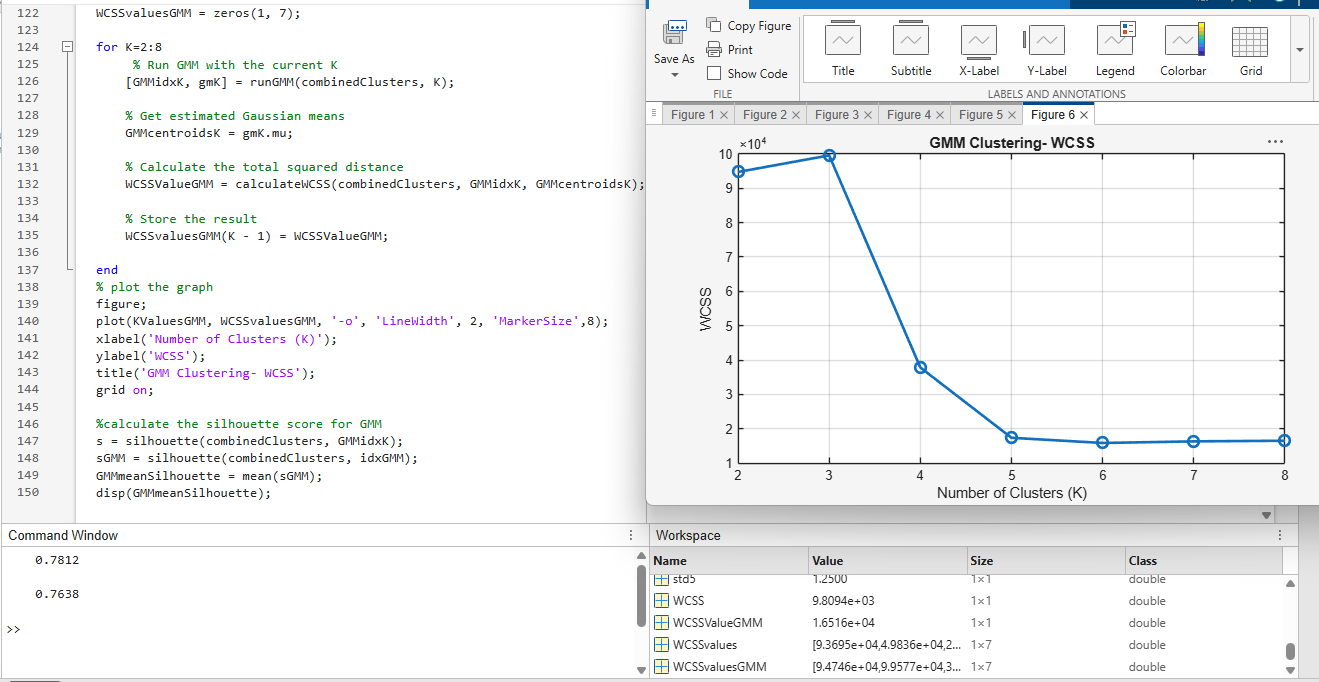 122 WCSSvaluesGMM = zeros(1, 7);
123
124 for K=2:8
125 % Run GMM with the current K
126 [GMMidxK, gmK] = runGMM(combinedClusters, K);
127
128 % Get estimated Gaussian means
129 GMMcentroidsK = gmK.mu;
130
131 % Calculate the total squared distance
132 WCSSValueGMM = calculateWCSS(combinedClusters, GMMidxK, GMMcentroidsK);
133
134 % Store the result
135 WCSSvaluesGMM(K - 1) = WCSSValueGMM;
136
137 end
138 % plot the graph
139 figure;
140 plot(KValuesGMM, WCSSvaluesGMM, '-o', 'LineWidth', 2, 'MarkerSize',8);
141 xlabel('Number of Clusters (K)');
142 ylabel('WCSS');
143 title('GMM Clustering- WCSS');
144 grid on;
145
146 %calculate the silhouette score for GMM
147 s = silhouette(combinedClusters, GMMidxK);
148 sGMM = silhouette(combinedClusters, idxGMM);
149 GMMmeanSilhouette = mean(sGMM);
150 disp(GMMmeanSilhouette);
Save As
Copy Figure
Print
Show Code
FILE
Title Subtitle X-Label Y-Label Legend Colorbar Grid
LABELS AND ANNOTATIONS
Figure 1 × Figure 2 × Figure 3 × Figure 4 × Figure 5 × Figure 6 ×
GMM Clustering- WCSS
×10⁴
10
9
8
7
6
5
4
3
2
1
WCSS
2 3 4 5 6 7 8
Number of Clusters (K)
Command Window
0.7812
0.7638
>>
Workspace
Name Value Size Class
std5 1.2500 1×1 double
WCSS 9.8094e+03 1×1 double
WCSSValueGMM 1.6516e+04 1×1 double
WCSSvalues [9.3695e+04,4.9836e+04,2... 1×7 double
WCSSvaluesGMM [9.4746e+04,9.9577e+04,3... 1×7 double